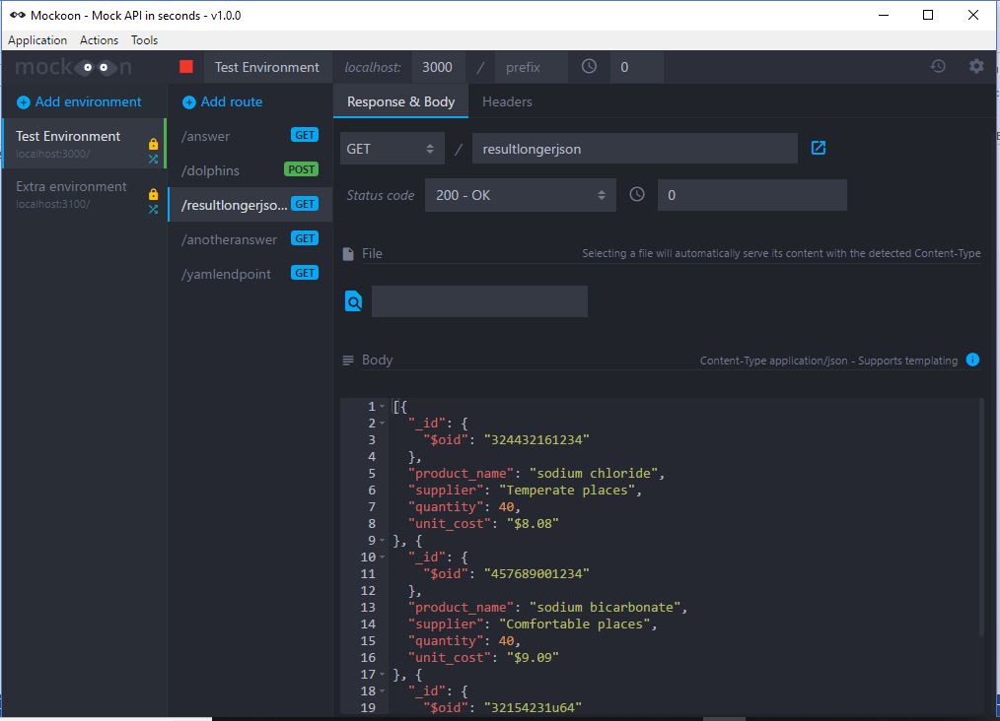 Mockoon - Mock API in seconds - v1.0.0
Application Actions Tools
mockoon
Test Environment localhost: 3000 / prefix 0
Add environment
Test Environment
localhost:3000/
Extra environment
localhost:3100/
Add route
/answer GET
/dolphins POST
/resultlongerjso... GET
/anotheranswer GET
/yamlendpoint GET
Response & Body Headers
GET / resultlongerjson
Status code 200 - OK 0
File Selecting a file will automatically serve its content with the detected Content-Type
Body Content-Type application/json - Supports templating
1 [{
2 "_id": {
3 "$oid": "324432161234"
4 },
5 "product_name": "sodium chloride",
6 "supplier": "Temperate places",
7 "quantity": 40,
8 "unit_cost": "$8.08"
9 }, {
10 "_id": {
11 "$oid": "457689001234"
12 },
13 "product_name": "sodium bicarbonate",
14 "supplier": "Comfortable places",
15 "quantity": 40,
16 "unit_cost": "$9.09"
17 }, {
18 "_id": {
19 "$oid": "32154231u64"